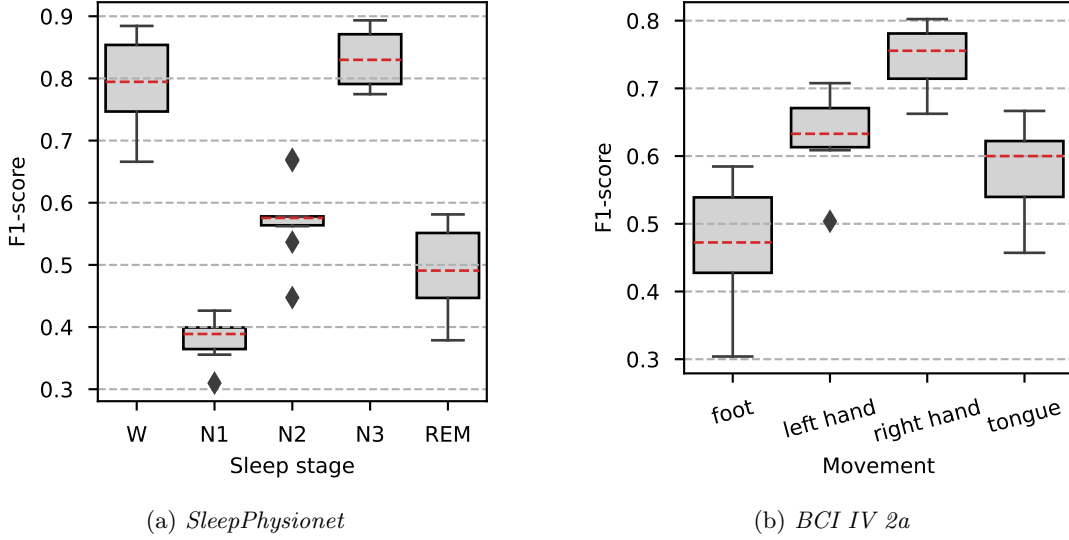 0.9
0.8
0.7
0.6
0.5
0.4
0.3
F1-score
W N1 N2 N3 REM
Sleep stage
(a) SleepPhysionet
0.8
0.7
0.6
0.5
0.4
0.3
F1-score
foot left hand right hand tongue
Movement
(b) BCI IV 2a